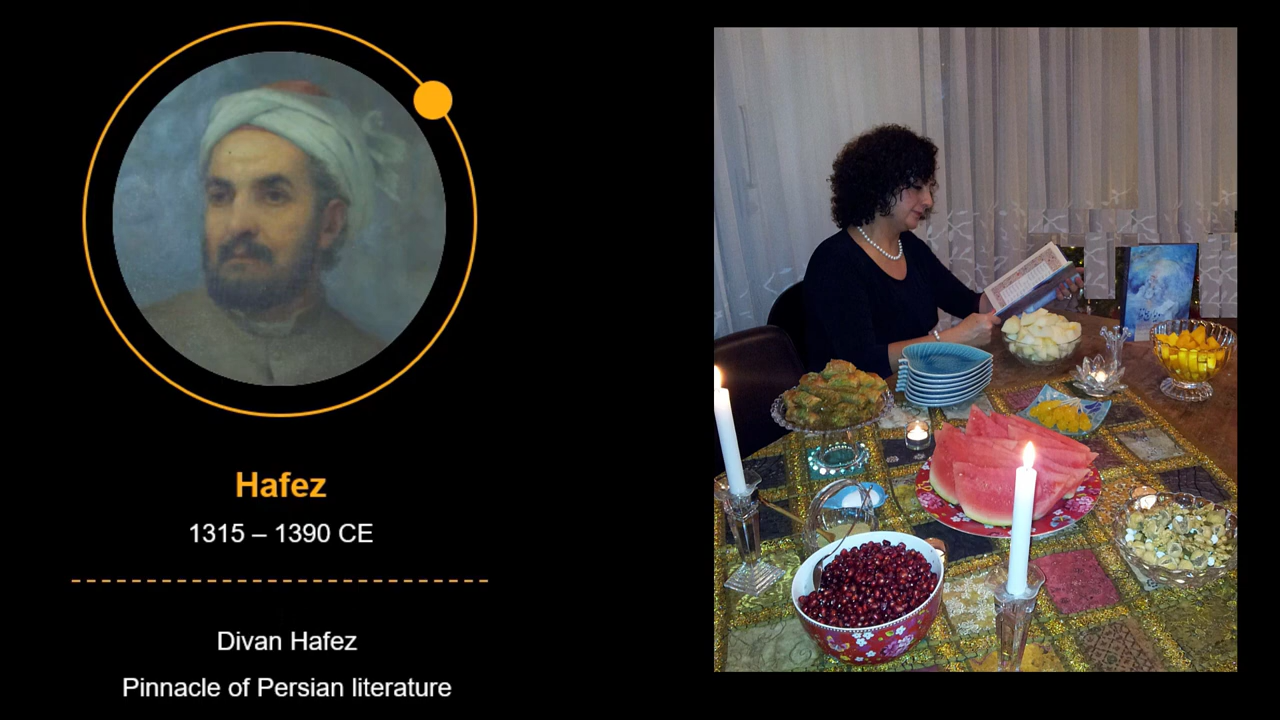 Hafez
1315 – 1390 CE
Divan Hafez
Pinnacle of Persian literature